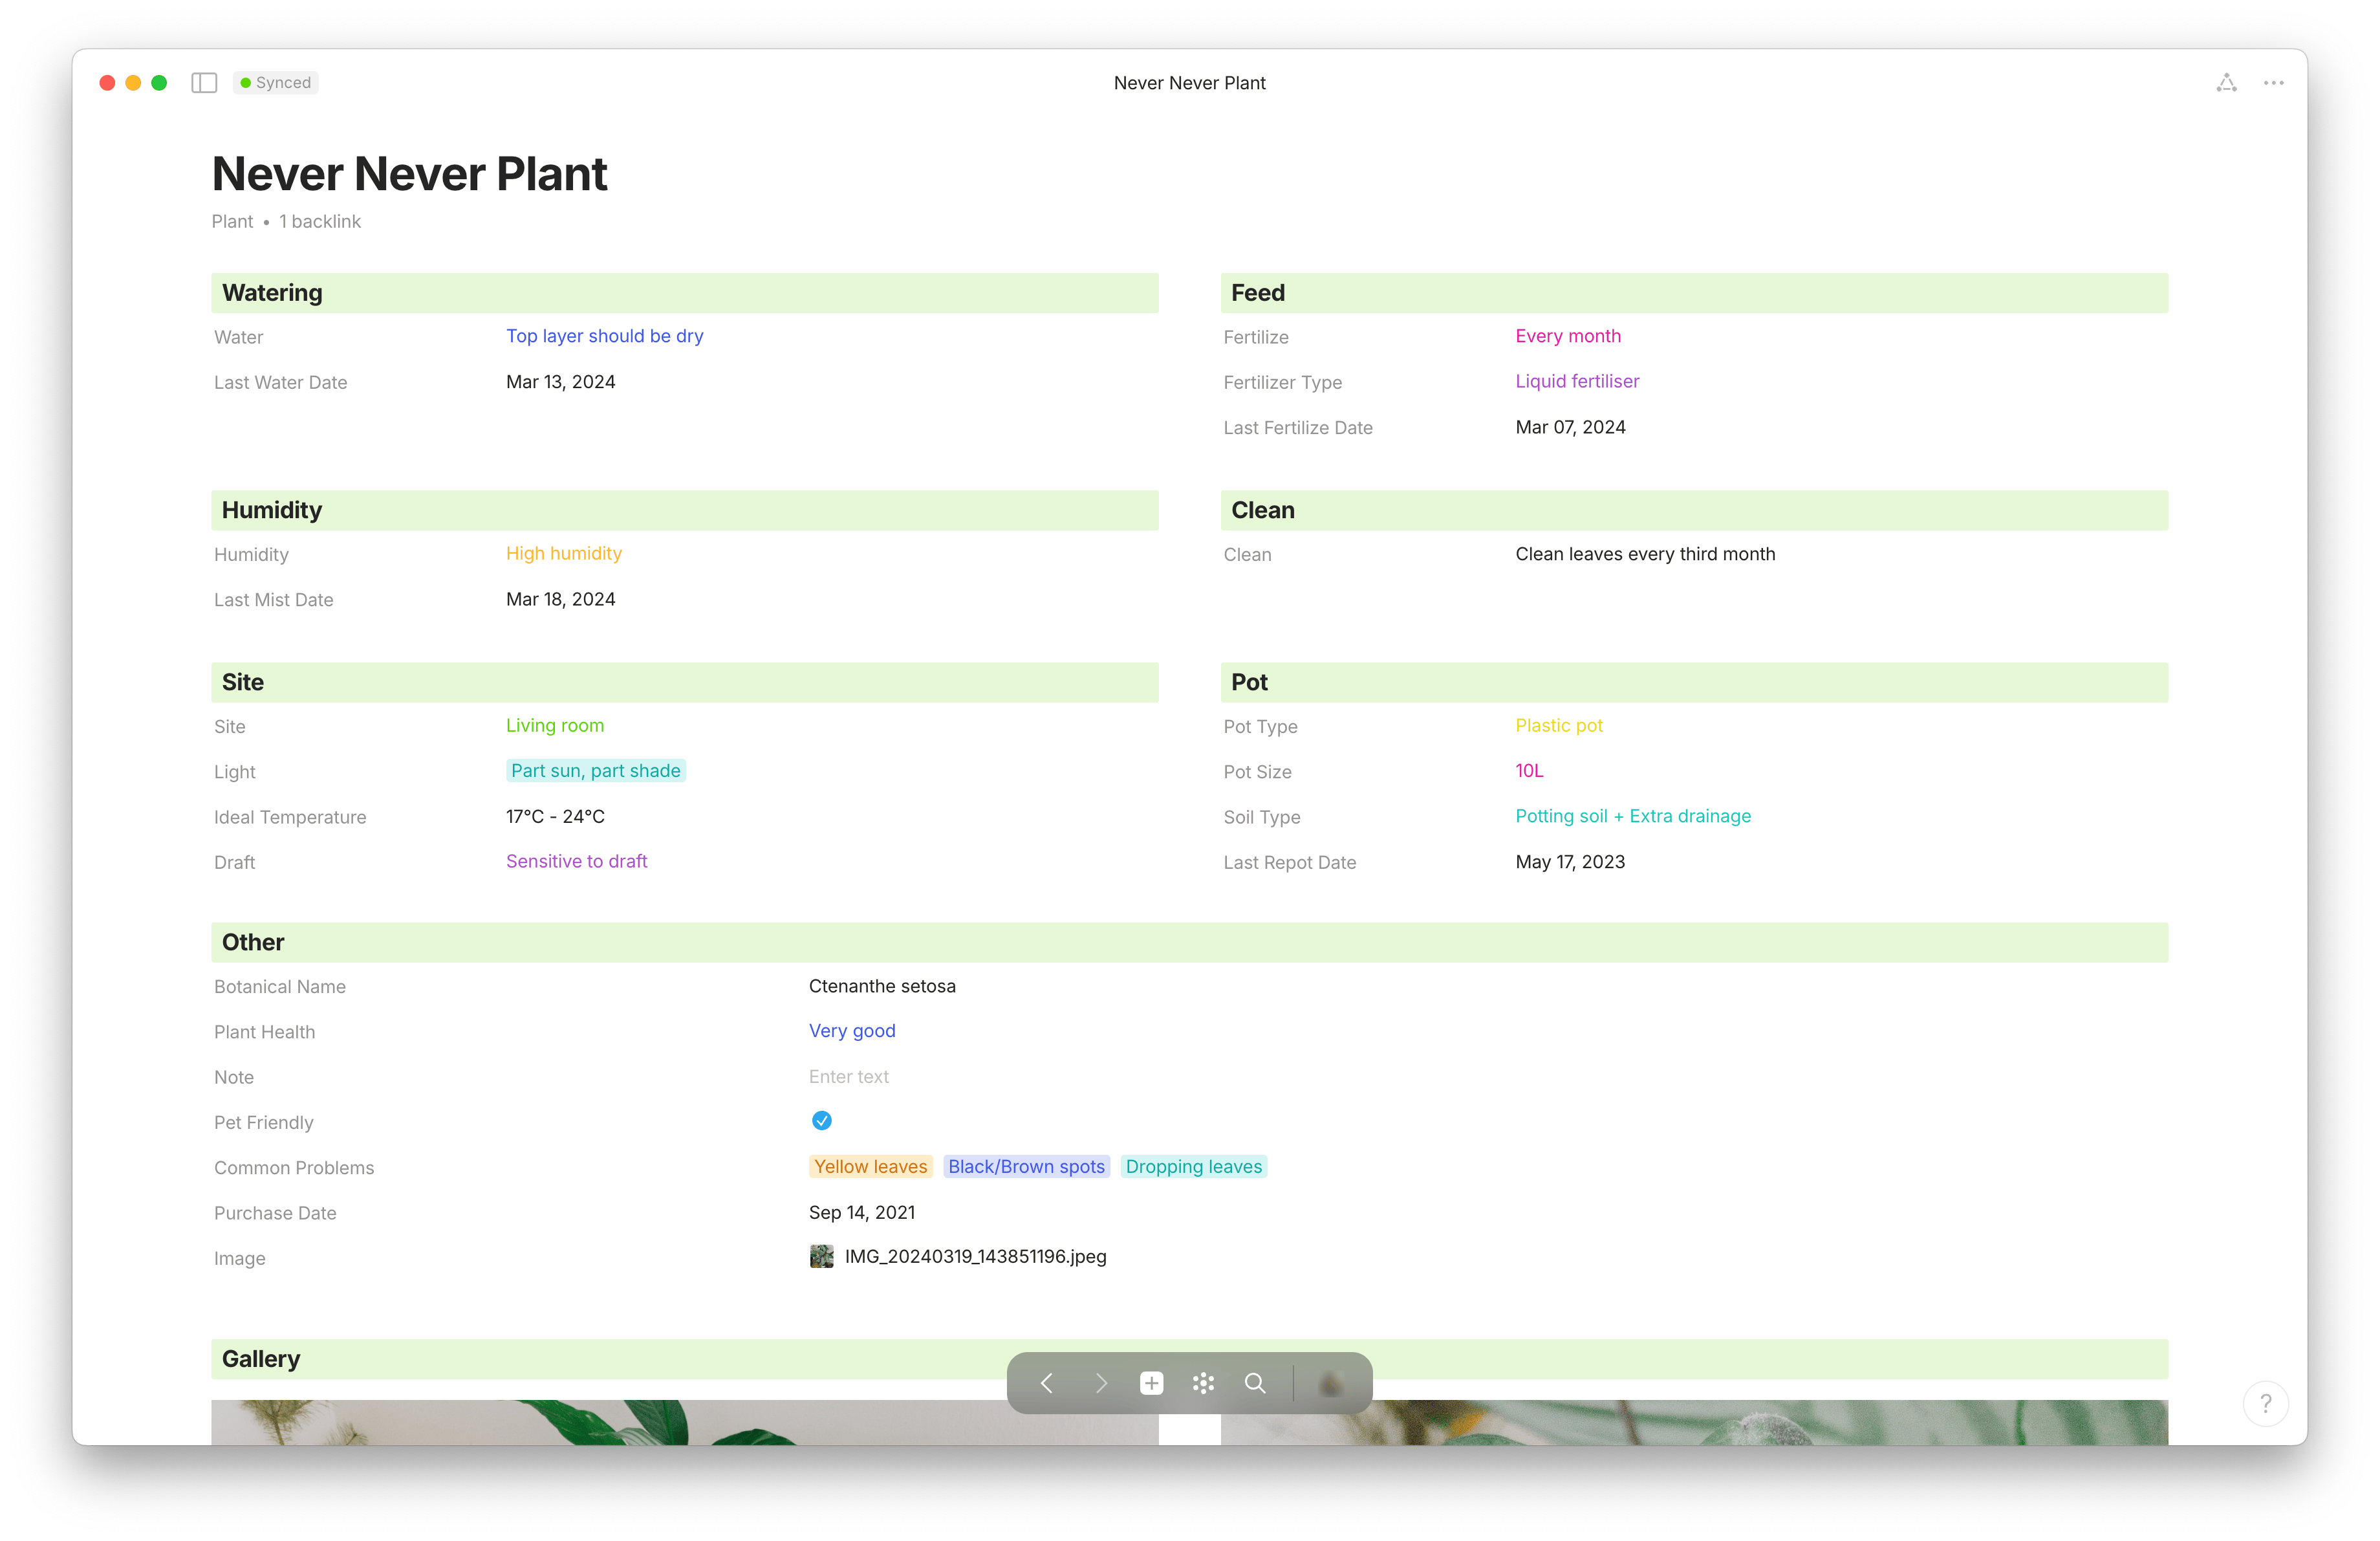 Synced
Never Never Plant
Never Never Plant
Plant • 1 backlink
Watering
Water Top layer should be dry
Last Water Date Mar 13, 2024
Feed
Fertilize Every month
Fertilizer Type Liquid fertiliser
Last Fertilize Date Mar 07, 2024
Humidity
Humidity High humidity
Last Mist Date Mar 18, 2024
Clean
Clean Clean leaves every third month
Site
Site Living room
Light Part sun, part shade
Ideal Temperature 17°C - 24°C
Draft Sensitive to draft
Pot
Pot Type Plastic pot
Pot Size 10L
Soil Type Potting soil + Extra drainage
Last Repot Date May 17, 2023
Other
Botanical Name Ctenanthe setosa
Plant Health Very good
Note Enter text
Pet Friendly
Common Problems Yellow leaves Black/Brown spots Dropping leaves
Purchase Date Sep 14, 2021
Image IMG_20240319_143851196.jpeg
Gallery
?